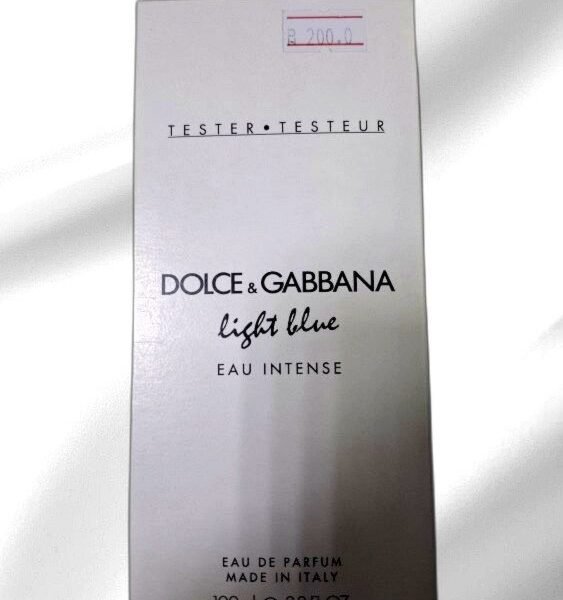 200.0
TESTER • TESTEUR
DOLCE & GABBANA
light blue
EAU INTENSE
EAU DE PARFUM
MADE IN ITALY